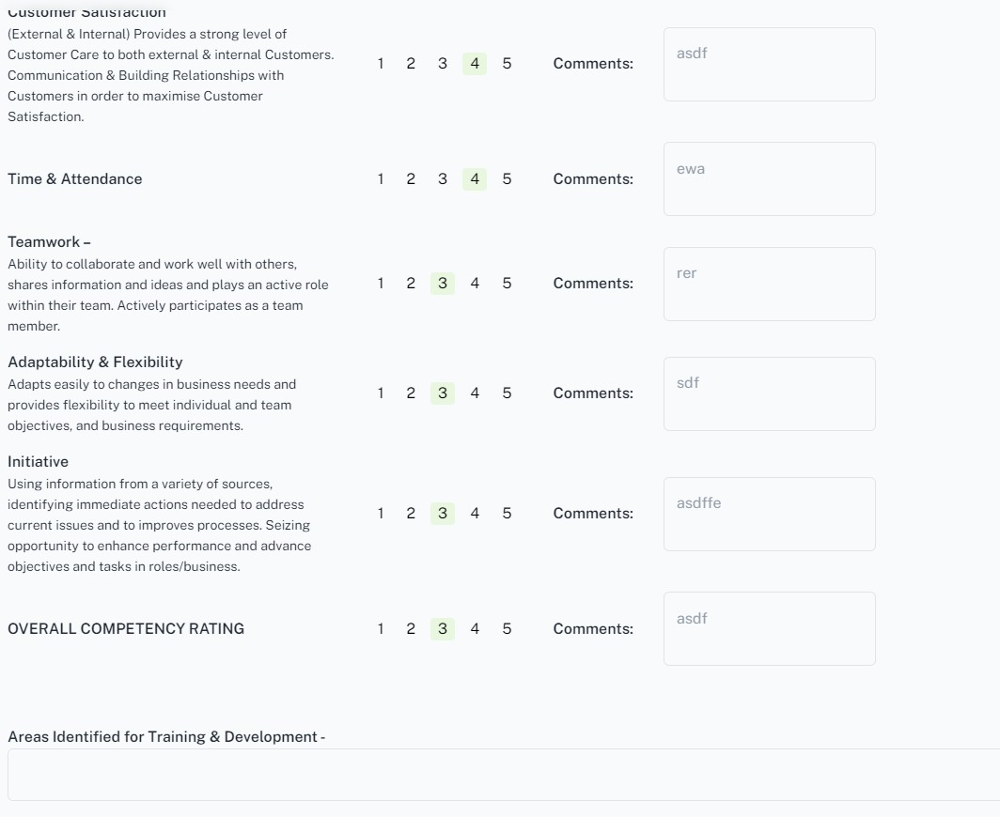 Customer Satisfaction
(External & Internal) Provides a strong level of
Customer Care to both external & internal Customers.
Communication & Building Relationships with
Customers in order to maximise Customer
Satisfaction.
1 2 3 4 5 Comments: asdf
Time & Attendance 1 2 3 4 5 Comments: ewa
Teamwork –
Ability to collaborate and work well with others,
shares information and ideas and plays an active role
within their team. Actively participates as a team
member.
1 2 3 4 5 Comments: rer
Adaptability & Flexibility
Adapts easily to changes in business needs and
provides flexibility to meet individual and team
objectives, and business requirements.
1 2 3 4 5 Comments: sdf
Initiative
Using information from a variety of sources,
identifying immediate actions needed to address
current issues and to improves processes. Seizing
opportunity to enhance performance and advance
objectives and tasks in roles/business.
1 2 3 4 5 Comments: asdffe
OVERALL COMPETENCY RATING 1 2 3 4 5 Comments: asdf
Areas Identified for Training & Development -